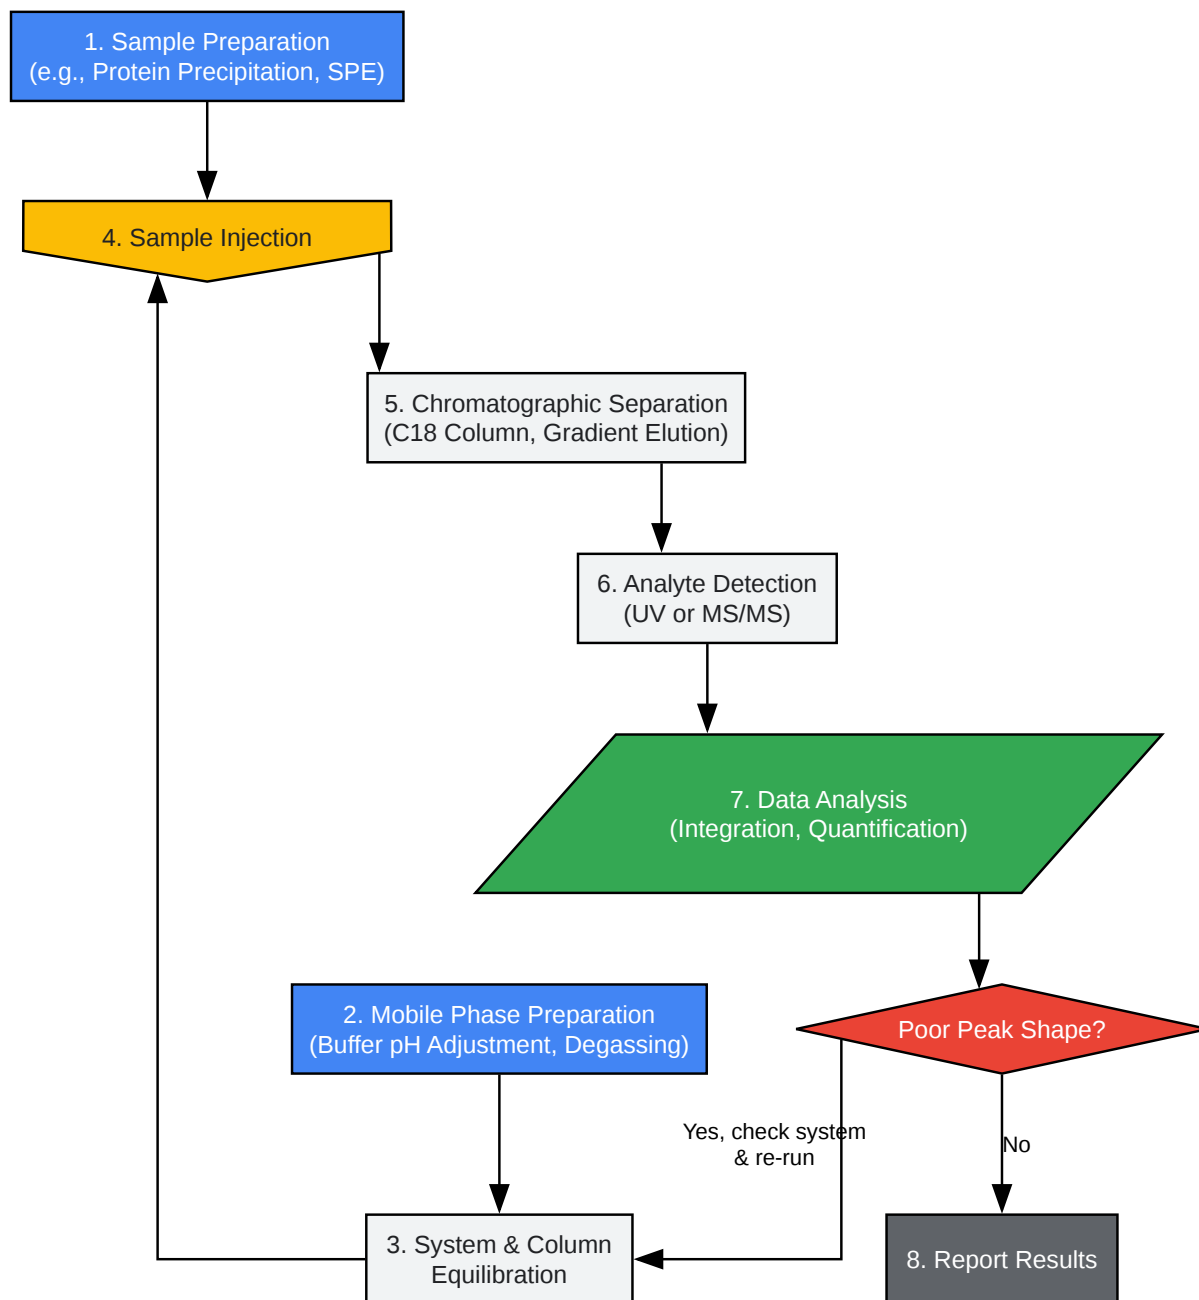 1. Sample Preparation
(e.g., Protein Precipitation, SPE)
4. Sample Injection
5. Chromatographic Separation
(C18 Column, Gradient Elution)
6. Analyte Detection
(UV or MS/MS)
7. Data Analysis
(Integration, Quantification)
2. Mobile Phase Preparation
(Buffer pH Adjustment, Degassing)
Poor Peak Shape?
Yes, check system
& re-run
No
3. System & Column
Equilibration
8. Report Results